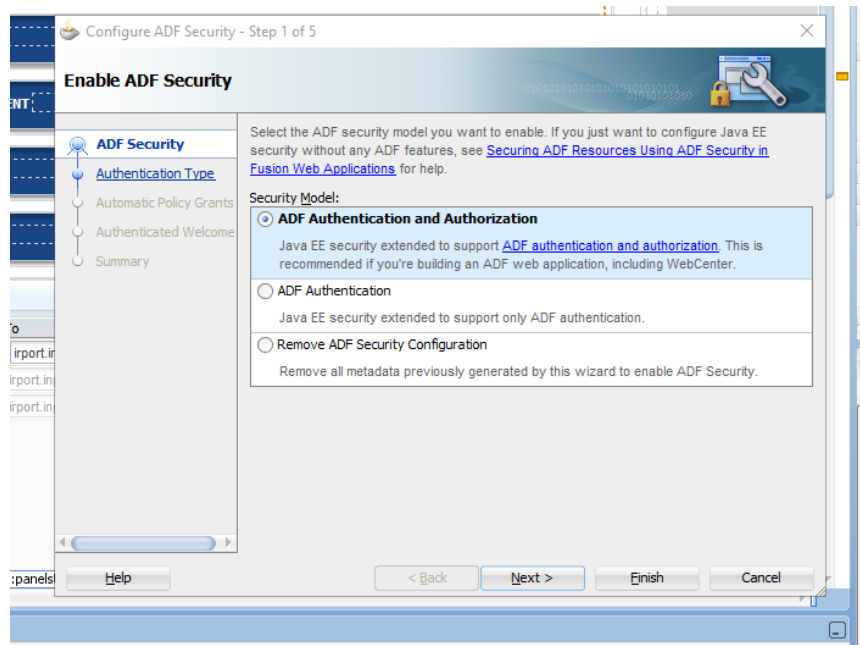 Configure ADF Security - Step 1 of 5
Enable ADF Security
ENT
ADF Security
Authentication Type
Automatic Policy Grants
Authenticated Welcome
Summary
Select the ADF security model you want to enable. If you just want to configure Java EE
security without any ADF features, see Securing ADF Resources Using ADF Security in
Fusion Web Applications for help.
Security Model:
ADF Authentication and Authorization
Java EE security extended to support ADF authentication and authorization. This is
recommended if you're building an ADF web application, including WebCenter.
ADF Authentication
Java EE security extended to support only ADF authentication.
Remove ADF Security Configuration
Remove all metadata previously generated by this wizard to enable ADF Security.
irport.in
irport.in
irport.in
:panels
Help
< Back
Next >
Finish
Cancel